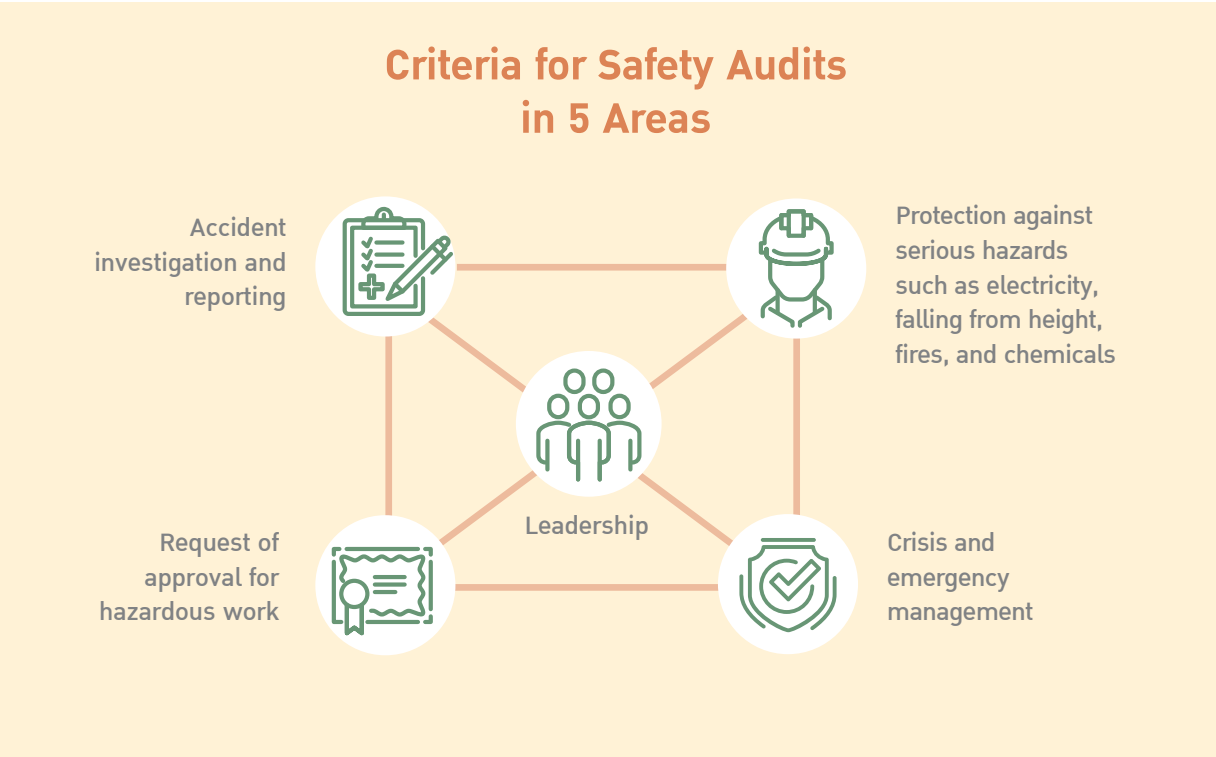 Criteria for Safety Audits
in 5 Areas
Accident
investigation and
reporting
Protection against
serious hazards
such as electricity,
falling from height,
fires, and chemicals
Leadership
Request of
approval for
hazardous work
Crisis and
emergency
management